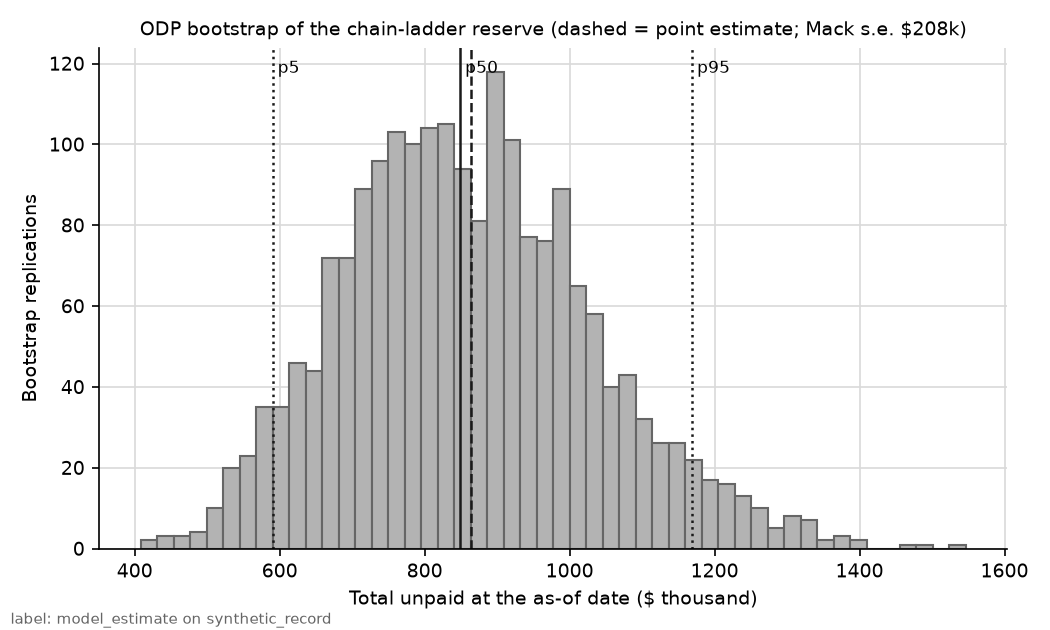 ODP bootstrap of the chain-ladder reserve (dashed = point estimate; Mack s.e. $208k)
p5 p50 p95
Bootstrap replications
120
100
80
60
40
20
0
400 600 800 1000 1200 1400 1600
Total unpaid at the as-of date ($ thousand)
label: model_estimate on synthetic_record